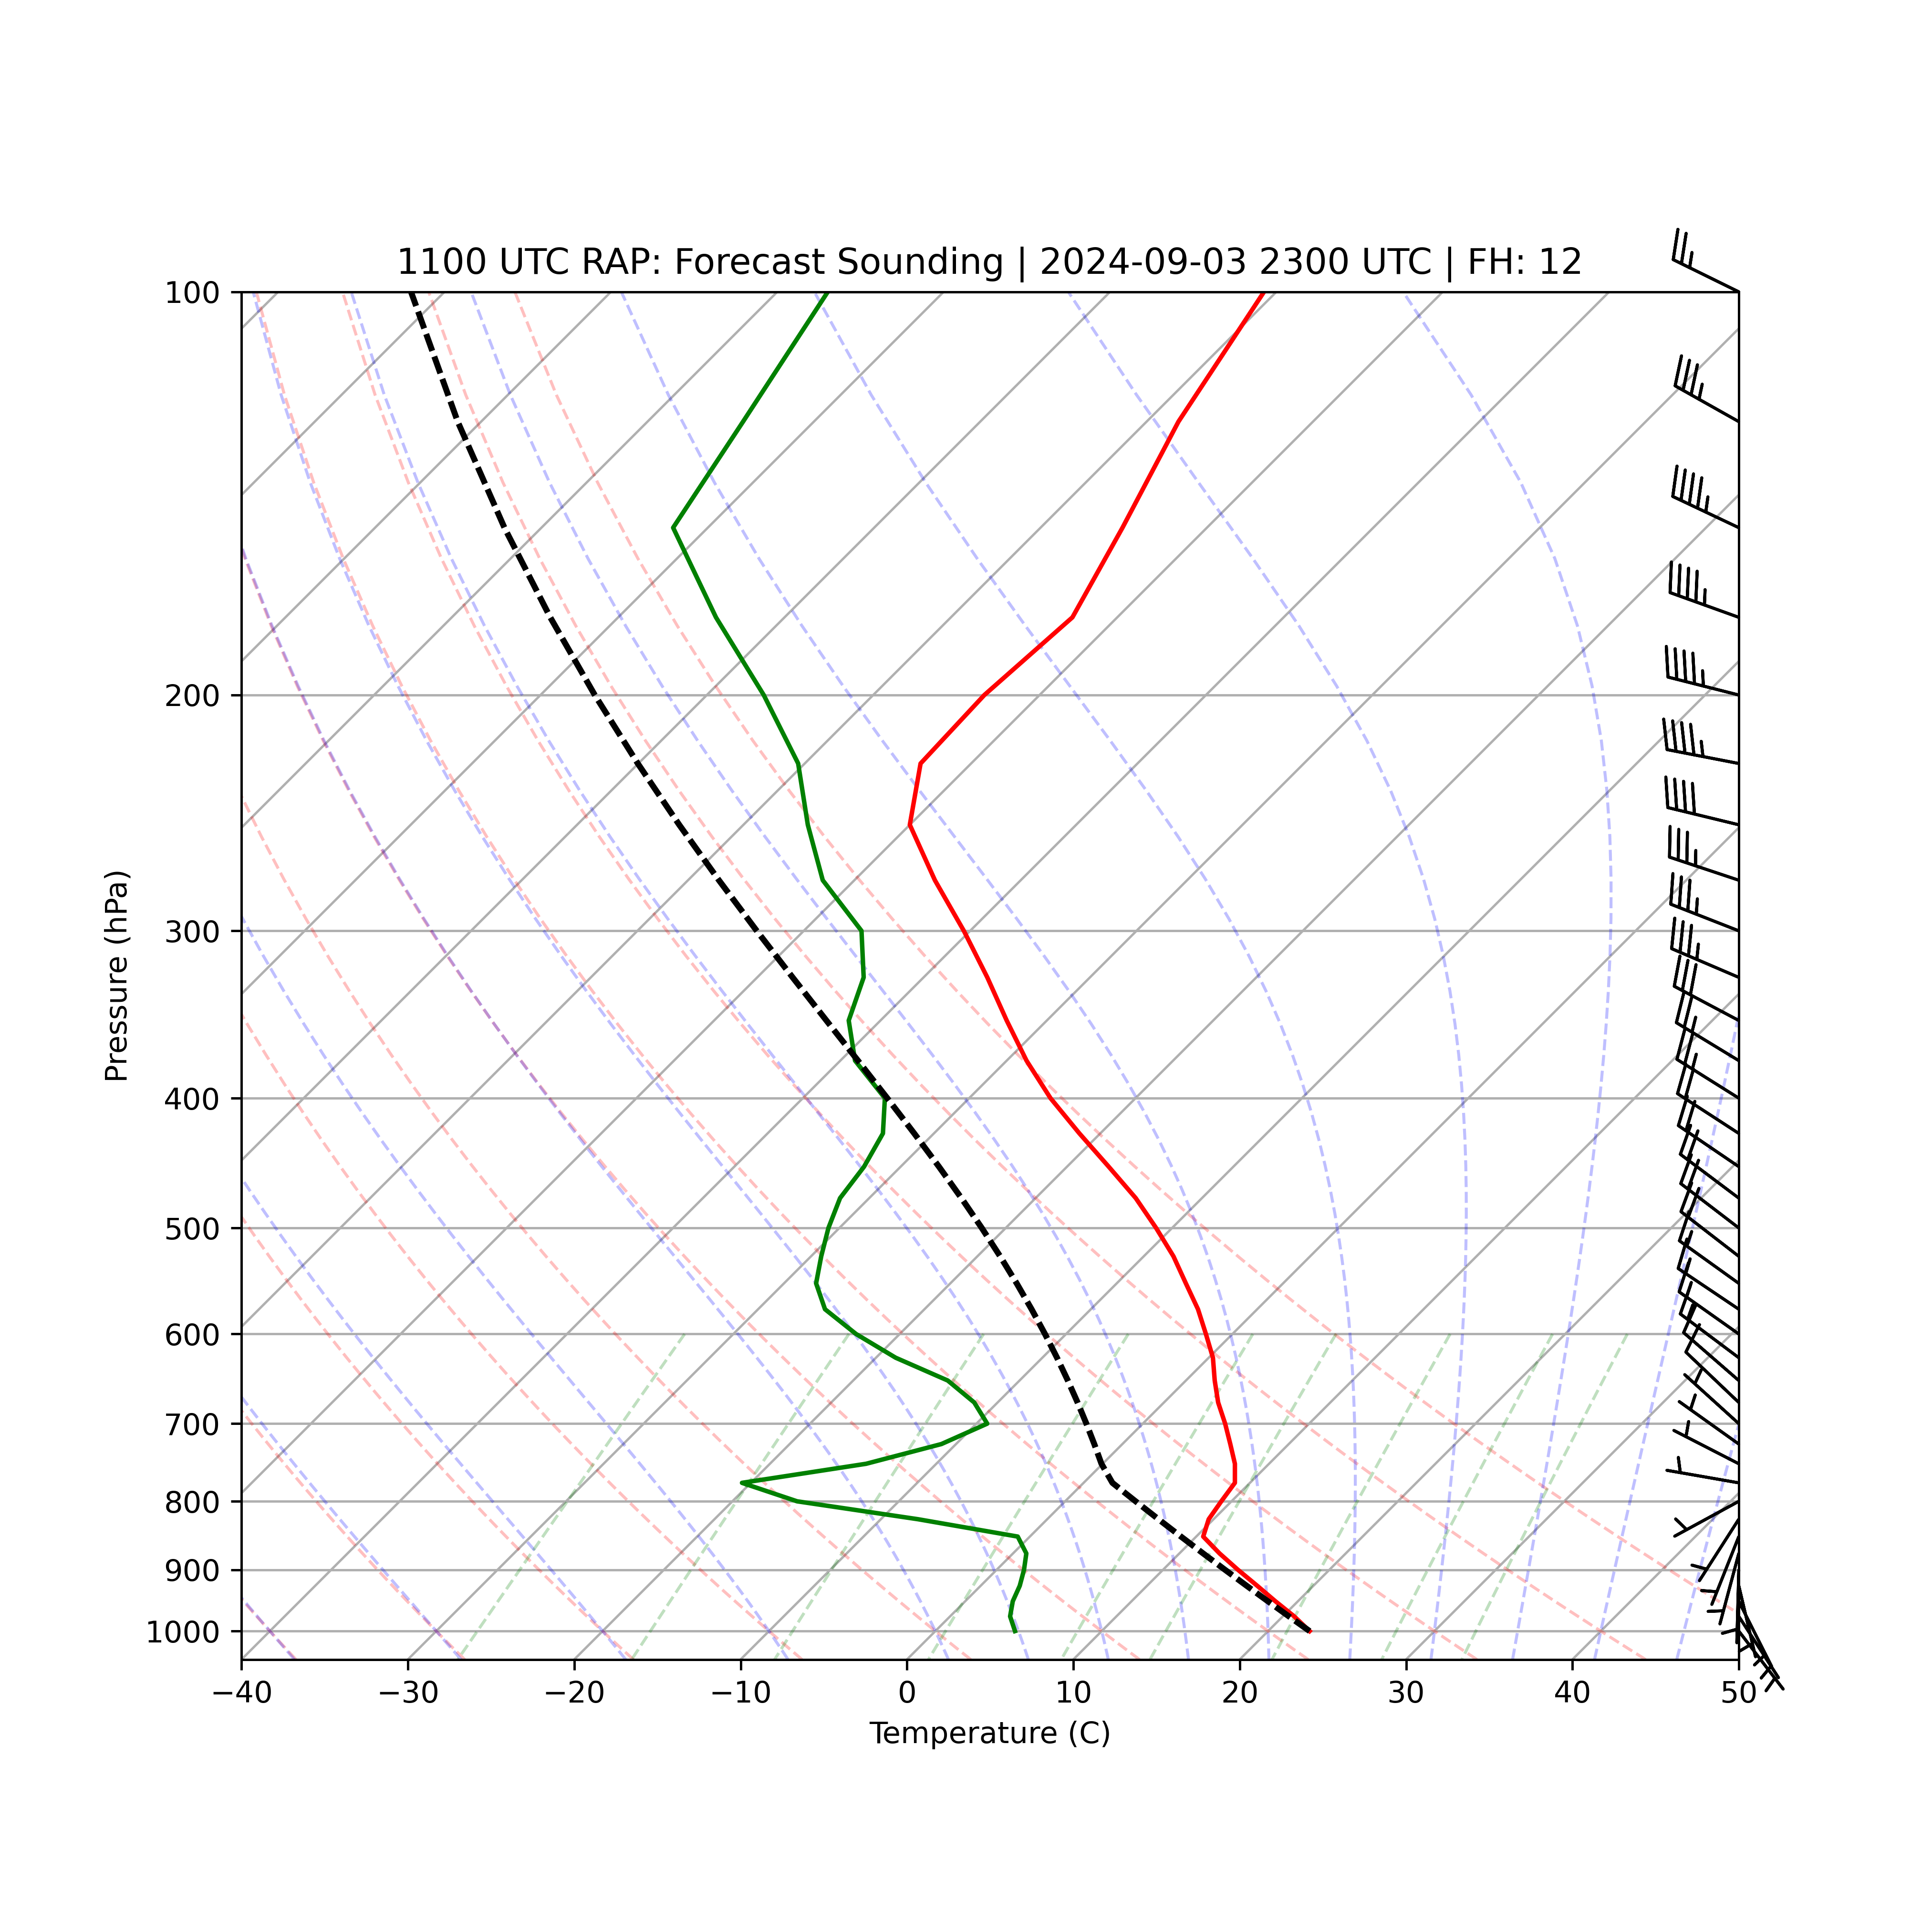 1100 UTC RAP: Forecast Sounding | 2024-09-03 2300 UTC | FH: 12
100
200
300
400
500
600
700
800
900
1000
Pressure (hPa)
−40 −30 −20 −10 0 10 20 30 40 50
Temperature (C)